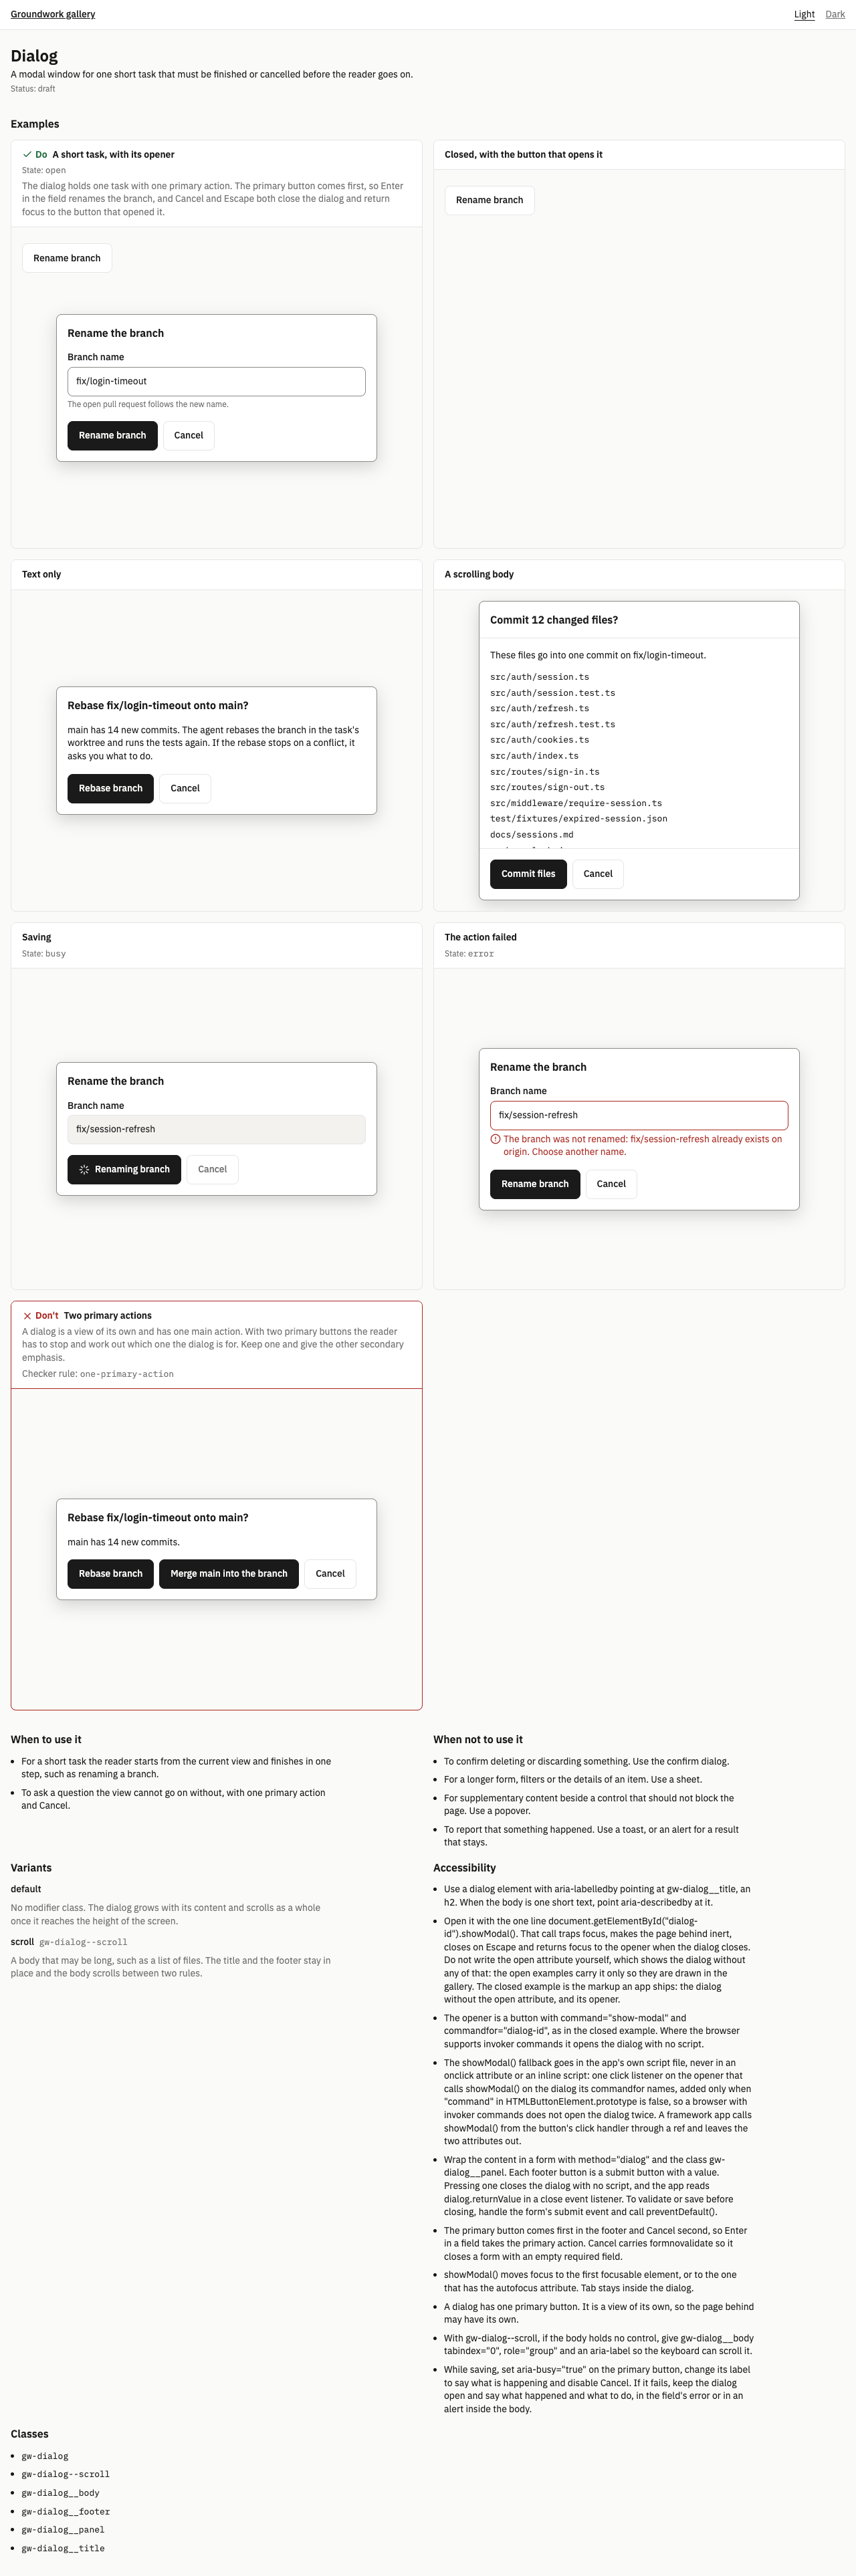 Groundwork gallery
Light Dark
Dialog
A modal window for one short task that must be finished or cancelled before the reader goes on.
Status: draft
Examples
Do A short task, with its opener
State: open
The dialog holds one task with one primary action. The primary button comes first, so Enter
in the field renames the branch, and Cancel and Escape both close the dialog and return
focus to the button that opened it.
Rename branch
Rename the branch
Branch name
fix/login-timeout
The open pull request follows the new name.
Rename branch Cancel
Closed, with the button that opens it
Rename branch
Text only
Rebase fix/login-timeout onto main?
main has 14 new commits. The agent rebases the branch in the task's
worktree and runs the tests again. If the rebase stops on a conflict, it
asks you what to do.
Rebase branch Cancel
A scrolling body
Commit 12 changed files?
These files go into one commit on fix/login-timeout.
src/auth/session.ts
src/auth/session.test.ts
src/auth/refresh.ts
src/auth/refresh.test.ts
src/auth/cookies.ts
src/auth/index.ts
src/routes/sign-in.ts
src/routes/sign-out.ts
src/middleware/require-session.ts
test/fixtures/expired-session.json
docs/sessions.md
Commit files Cancel
Saving
State: busy
Rename the branch
Branch name
fix/session-refresh
Renaming branch Cancel
The action failed
State: error
Rename the branch
Branch name
fix/session-refresh
The branch was not renamed: fix/session-refresh already exists on
origin. Choose another name.
Rename branch Cancel
Don't Two primary actions
A dialog is a view of its own and has one main action. With two primary buttons the reader
has to stop and work out which one the dialog is for. Keep one and give the other secondary
emphasis.
Checker rule: one-primary-action
Rebase fix/login-timeout onto main?
main has 14 new commits.
Rebase branch Merge main into the branch Cancel
When to use it
For a short task the reader starts from the current view and finishes in one
step, such as renaming a branch.
To ask a question the view cannot go on without, with one primary action
and Cancel.
When not to use it
To confirm deleting or discarding something. Use the confirm dialog.
For a longer form, filters or the details of an item. Use a sheet.
For supplementary content beside a control that should not block the
page. Use a popover.
To report that something happened. Use a toast, or an alert for a result
that stays.
Variants
default
No modifier class. The dialog grows with its content and scrolls as a whole
once it reaches the height of the screen.
scroll gw-dialog--scroll
A body that may be long, such as a list of files. The title and the footer stay in
place and the body scrolls between two rules.
Accessibility
Use a dialog element with aria-labelledby pointing at gw-dialog__title, an
h2. When the body is one short text, point aria-describedby at it.
Open it with the one line document.getElementById("dialog-
id").showModal(). That call traps focus, makes the page behind inert,
closes on Escape and returns focus to the opener when the dialog closes.
Do not write the open attribute yourself, which shows the dialog without
any of that: the open examples carry it only so they are drawn in the
gallery. The closed example is the markup an app ships: the dialog
without the open attribute, and its opener.
The opener is a button with command="show-modal" and
commandfor="dialog-id", as in the closed example. Where the browser
supports invoker commands it opens the dialog with no script.
The showModal() fallback goes in the app's own script file, never in an
onclick attribute or an inline script: one click listener on the opener that
calls showModal() on the dialog its commandfor names, added only when
"command" in HTMLButtonElement.prototype is false, so a browser with
invoker commands does not open the dialog twice. A framework app calls
showModal() from the button's click handler through a ref and leaves the
two attributes out.
Wrap the content in a form with method="dialog" and the class gw-
dialog__panel. Each footer button is a submit button with a value.
Pressing one closes the dialog with no script, and the app reads
dialog.returnValue in a close event listener. To validate or save before
closing, handle the form's submit event and call preventDefault().
The primary button comes first in the footer and Cancel second, so Enter
in a field takes the primary action. Cancel carries formnovalidate so it
closes a form with an empty required field.
showModal() moves focus to the first focusable element, or to the one
that has the autofocus attribute. Tab stays inside the dialog.
A dialog has one primary button. It is a view of its own, so the page behind
may have its own.
With gw-dialog--scroll, if the body holds no control, give gw-dialog__body
tabindex="0", role="group" and an aria-label so the keyboard can scroll it.
While saving, set aria-busy="true" on the primary button, change its label
to say what is happening and disable Cancel. If it fails, keep the dialog
open and say what happened and what to do, in the field's error or in an
alert inside the body.
Classes
gw-dialog
gw-dialog--scroll
gw-dialog__body
gw-dialog__footer
gw-dialog__panel
gw-dialog__title